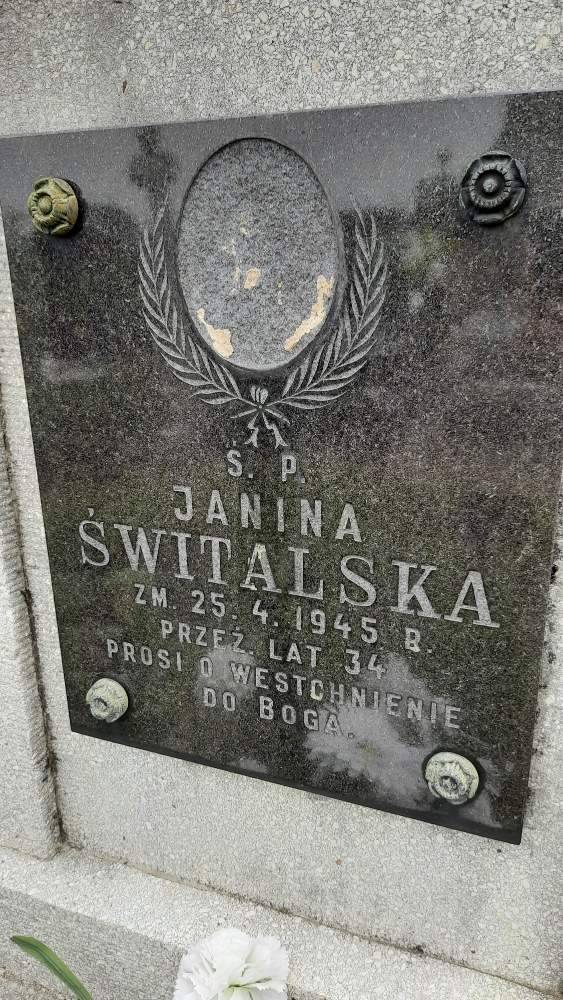 Ś. P.
JANINA
ŚWITALSKA
ZM. 25. 4. 1945 R.
PRZEŻ. LAT 34
PROSI O WESTCHNIENIE
DO BOGA.